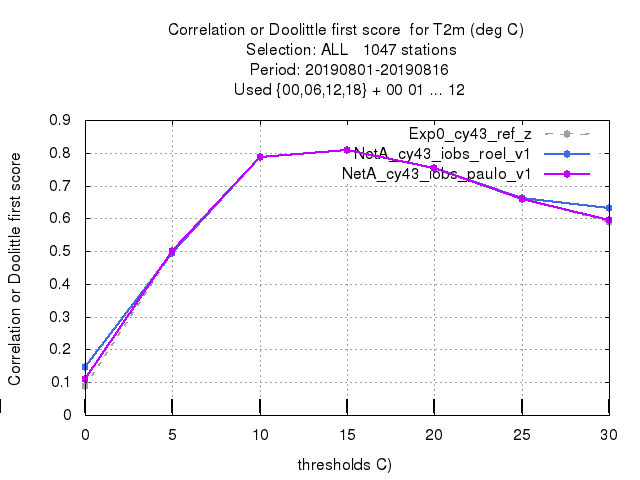 Correlation or Doolittle first score for T2m (deg C)
Selection: ALL 1047 stations
Period: 20190801-20190816
Used {00,06,12,18} + 00 01 ... 12
Exp0_cy43_ref_z
NetA_cy43_iobs_roel_v1
NetA_cy43_iobs_paulo_v1
Correlation or Doolittle first score
0.9
0.8
0.7
0.6
0.5
0.4
0.3
0.2
0.1
0
0 5 10 15 20 25 30
thresholds C)